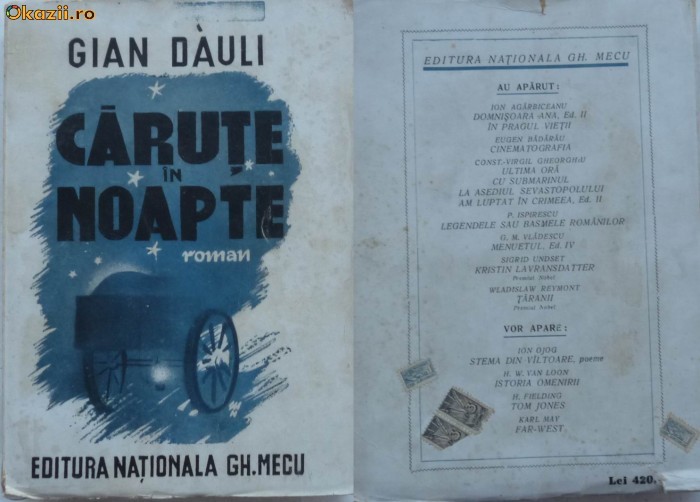 Okazii.ro
GIAN DÀULI
CĂRUȚE
ÎN
NOAPTE
roman
EDITURA NAȚIONALA GH. MECU
EDITURA NAȚIONALA GH. MECU
AU APĂRUT:
ION AGÂRBICEANU
DOMNIȘOARA ANA, Ed. II
ÎN PRAGUL VIEȚII
EUGEN BĂDĂRĂU
CINEMATOGRAFIA
CONST.-VIRGIL GHEORGHIU
ULTIMA ORĂ
CU SUBMARINUL
LA ASEDIUL SEVASTOPOLULUI
AM LUPTAT ÎN CRIMEEA, Ed. II
P. ISPIRESCU
LEGENDELE SAU BASMELE ROMÂNILOR
G. M. VLĂDESCU
MENUETUL, Ed. IV
SIGRID UNDSET
KRISTIN LAVRANSDATTER
Premiul Nobel
WLADISLAW REYMONT
ȚĂRANII
Premiul Nobel
VOR APARE:
ION OJOG
STEMA DIN VÎLTOARE, poeme
H. W. VAN LOON
ISTORIA OMENIRII
H. FIELDING
TOM JONES
KARL MAY
FAR-WEST.
Lei 420.